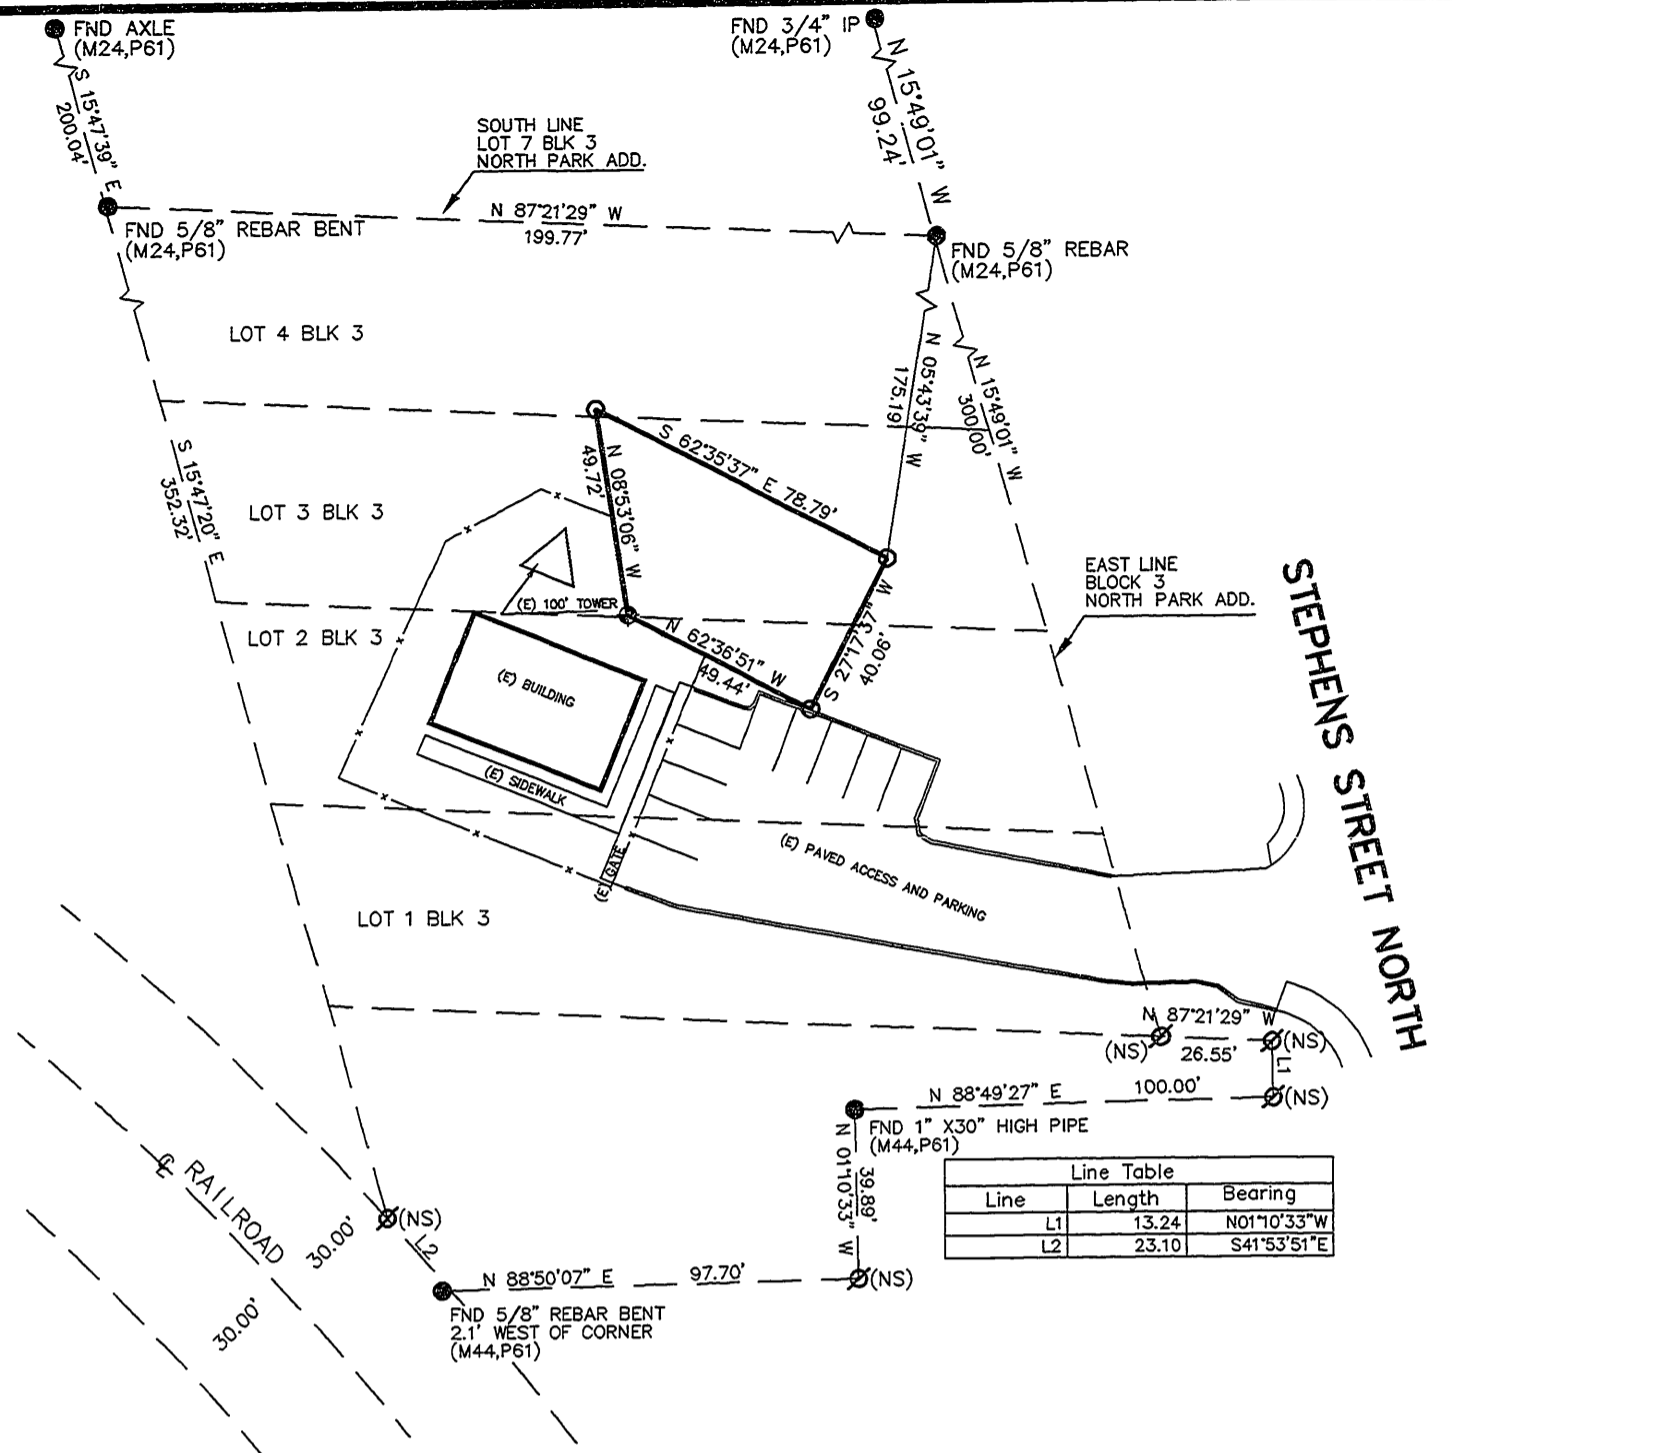 FND AXLE
(M24,P61)
FND 3/4" IP
(M24,P61)
S 15°47'39" E
200.04'
N 15°49'01" W
99.24'
SOUTH LINE
LOT 7 BLK 3
NORTH PARK ADD.
N 87°21'29" W
199.77'
FND 5/8" REBAR BENT
(M24,P61)
FND 5/8" REBAR
(M24,P61)
LOT 4 BLK 3
N 05°43'39" W
175.19'
N 15°49'01" W
300.00'
S 62°35'37" E 78.79'
N 08°53'06" W
49.72'
S 15°47'20" E
352.32'
LOT 3 BLK 3
(E) 100' TOWER
LOT 2 BLK 3
N 62°36'51" W
49.44'
S 27°17'37" W
40.06'
EAST LINE
BLOCK 3
NORTH PARK ADD.
STEPHENS STREET NORTH
(E) BUILDING
(E) SIDEWALK
(E) GATE
(E) PAVED ACCESS AND PARKING
LOT 1 BLK 3
N 87°21'29" W
26.55'
(NS)
(NS)
L1
(NS)
N 88°49'27" E 100.00'
FND 1" X30" HIGH PIPE
(M44,P61)
N 01°10'33" W
39.89'
Line Table
Line Length Bearing
L1 13.24 N01°10'33"W
L2 23.10 S41°53'51"E
℄ RAILROAD
30.00'
30.00'
(NS)
L2
N 88°50'07" E 97.70'
(NS)
FND 5/8" REBAR BENT
2.1' WEST OF CORNER
(M44,P61)